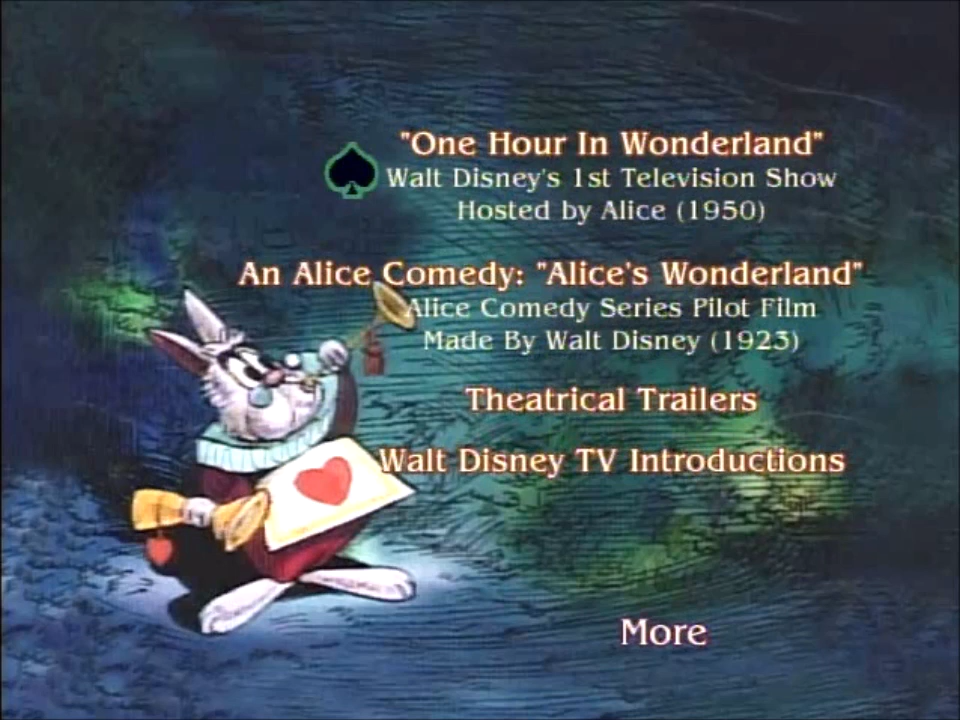 "One Hour In Wonderland"
Walt Disney's 1st Television Show
Hosted by Alice (1950)
An Alice Comedy: "Alice's Wonderland"
Alice Comedy Series Pilot Film
Made By Walt Disney (1923)
Theatrical Trailers
Walt Disney TV Introductions
More